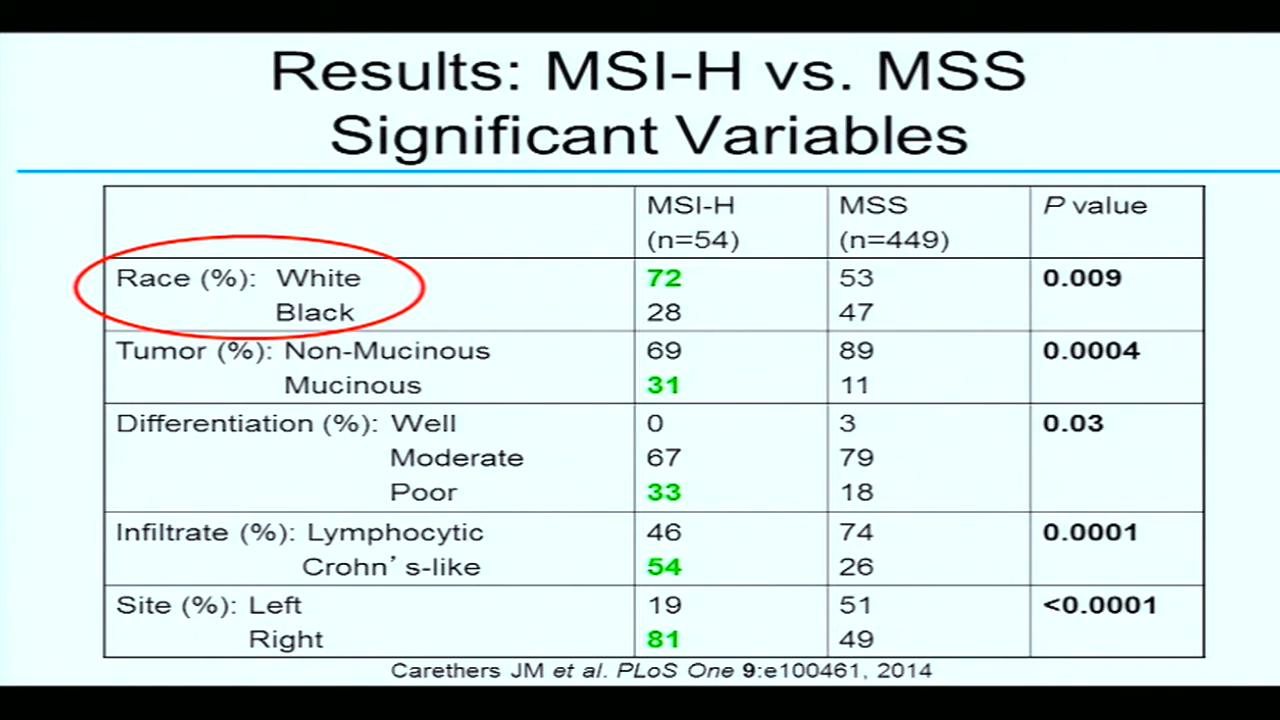 Results: MSI-H vs. MSS
Significant Variables
MSI-H MSS P value
(n=54) (n=449)
Race (%): White 72 53 0.009
Black 28 47
Tumor (%): Non-Mucinous 69 89 0.0004
Mucinous 31 11
Differentiation (%): Well 0 3 0.03
Moderate 67 79
Poor 33 18
Infiltrate (%): Lymphocytic 46 74 0.0001
Crohn's-like 54 26
Site (%): Left 19 51 <0.0001
Right 81 49
Carethers JM et al. PLoS One 9:e100461, 2014